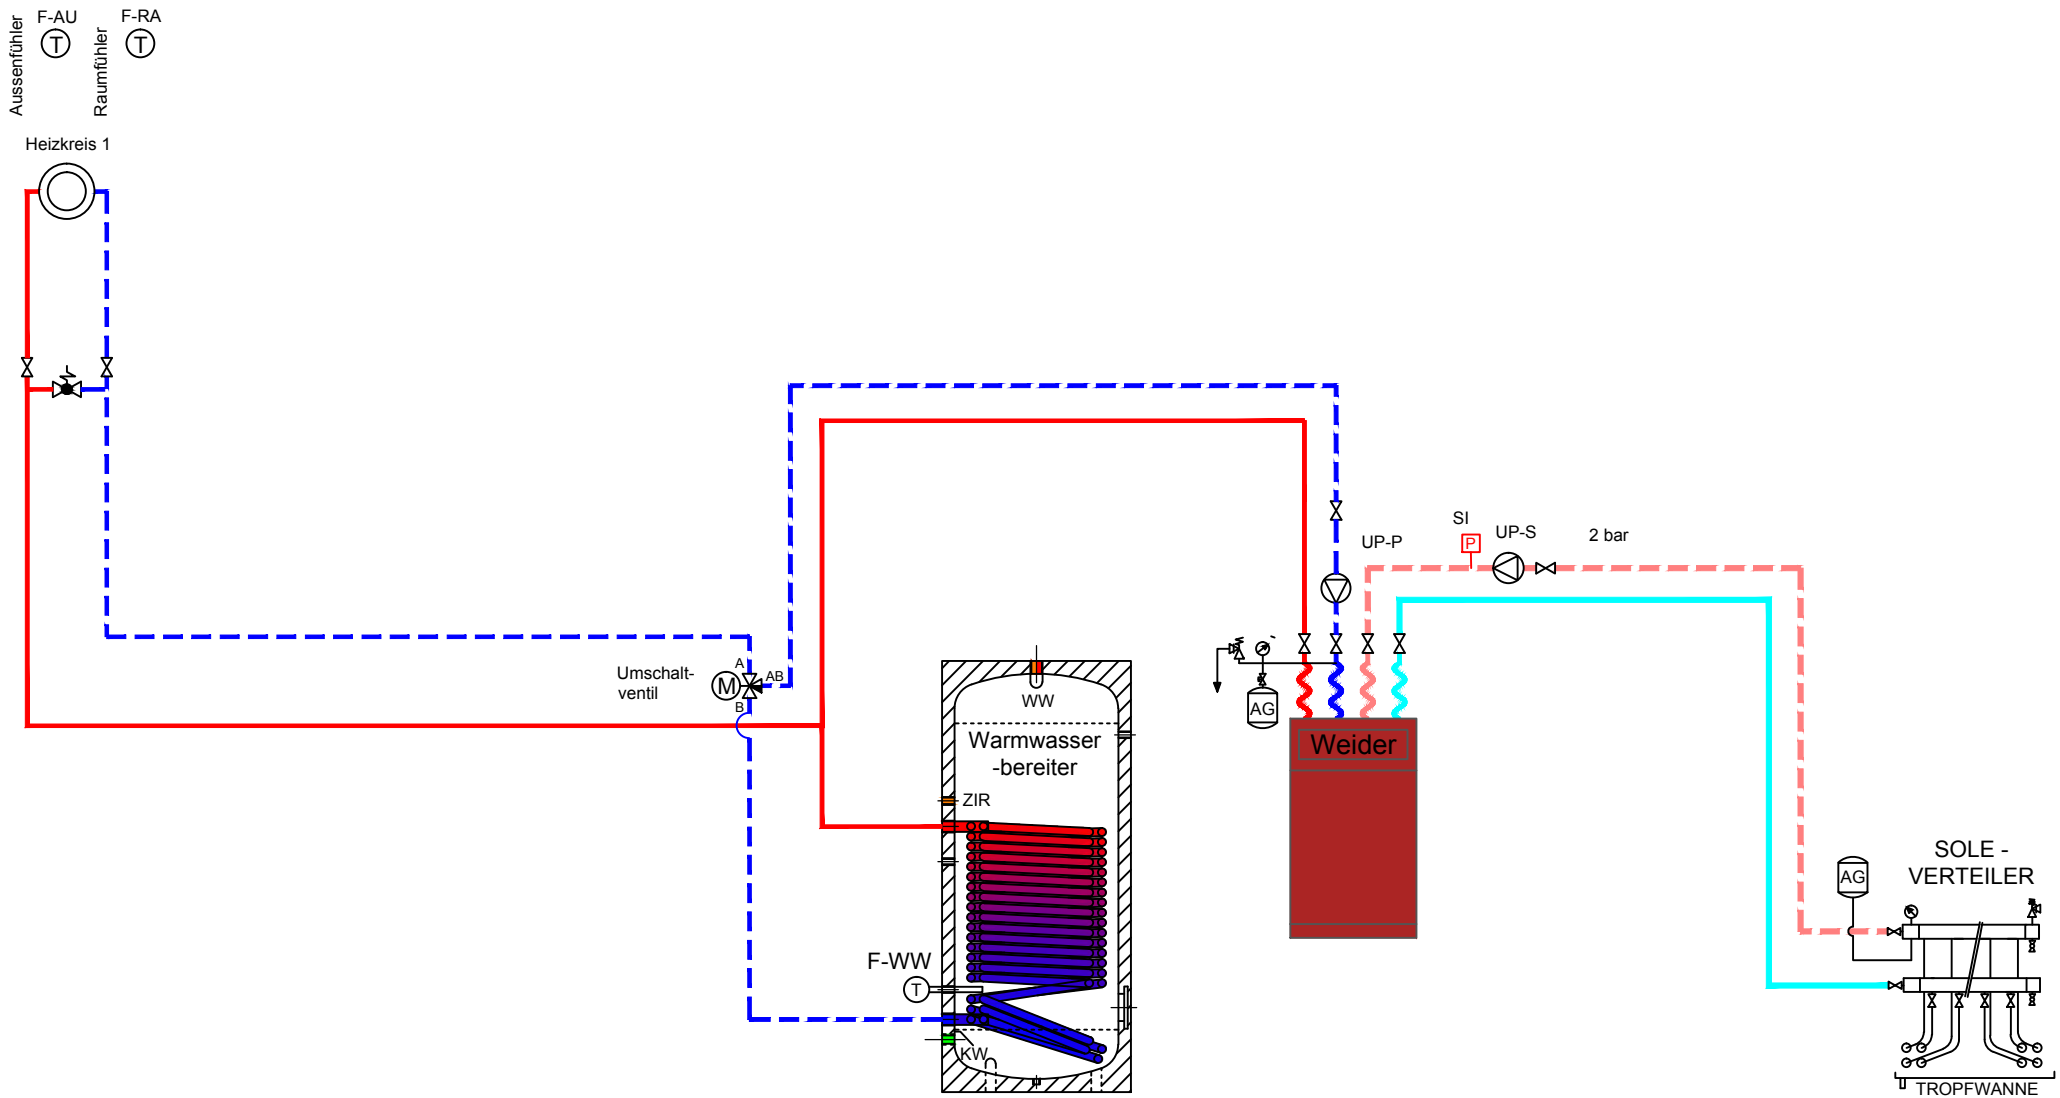 Aussenfühler
F-AU
T
Raumfühler
F-RA
T
Heizkreis 1
Umschalt-
ventil
M
A
AB
B
WW
Warmwasser
-bereiter
ZIR
F-WW
T
KW
AG
UP-P
SI
P
UP-S
2 bar
Weider
AG
SOLE -
VERTEILER
TROPFWANNE